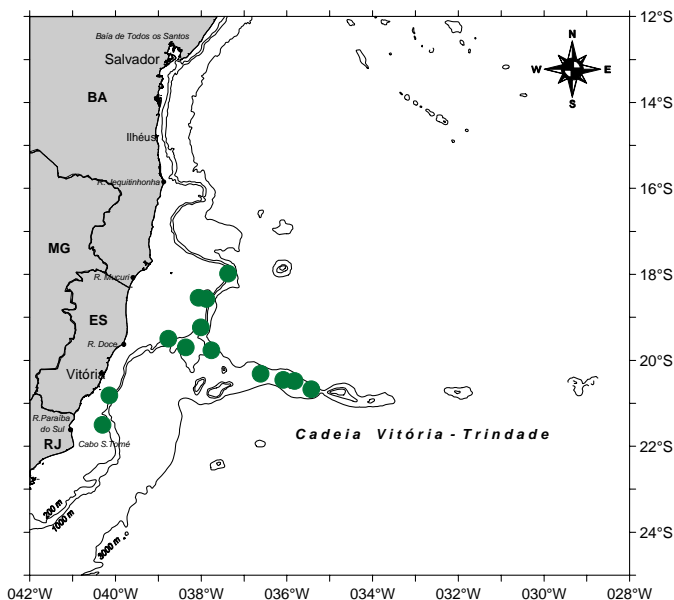 12°S
Baía de Todos os Santos
N
Salvador
W
E
BA
S
14°S
Ilhéus
R. Jequitinhonha
16°S
MG
R. Mucuri
18°S
ES
R. Doce
Vitória
20°S
R.Paraíba
do Sul
RJ
Cabo S.Tomé
Cadeia Vitória - Trindade
22°S
200 m
1000 m
3000 m
24°S
042°W
040°W
038°W
036°W
034°W
032°W
030°W
028°W